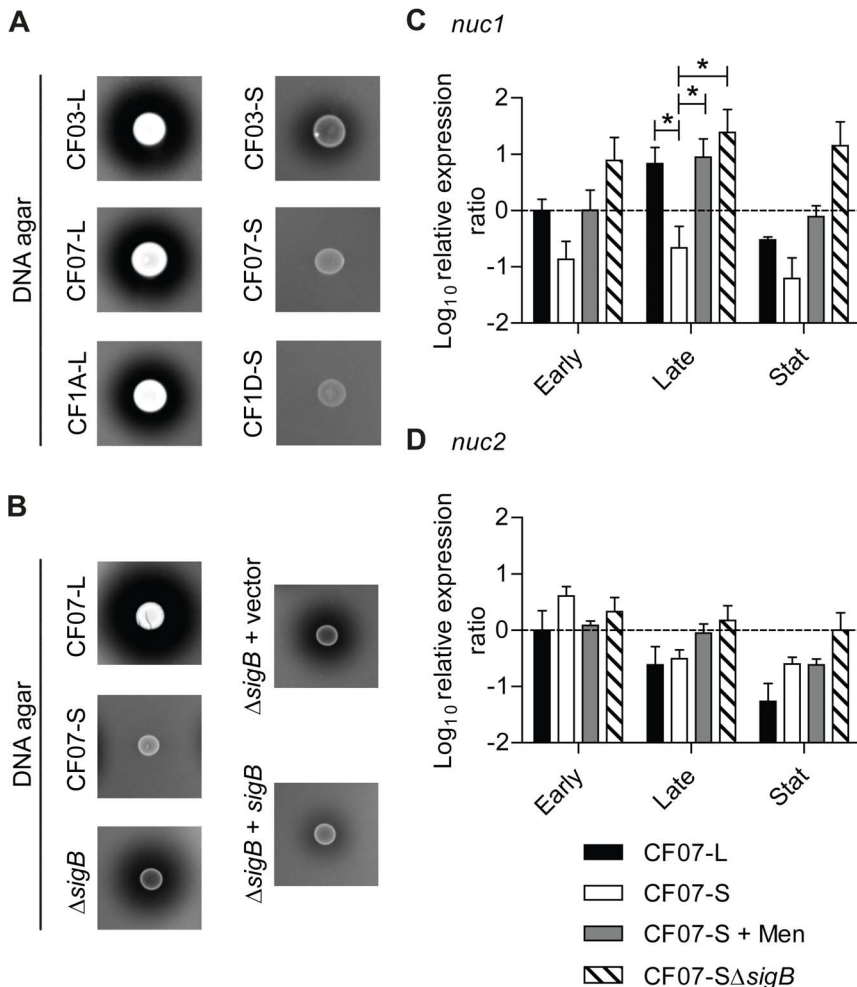 A
DNA agar
CF03-L
CF03-S
CF07-L
CF07-S
CF1A-L
CF1D-S
B
DNA agar
CF07-L
ΔsigB + vector
CF07-S
ΔsigB + sigB
ΔsigB
C nuc1
Log10 relative expression
ratio
2
1
0
-1
-2
*
*
*
Early
Late
Stat
D nuc2
Log10 relative expression
ratio
2
1
0
-1
-2
Early
Late
Stat
CF07-L
CF07-S
CF07-S + Men
CF07-SΔsigB